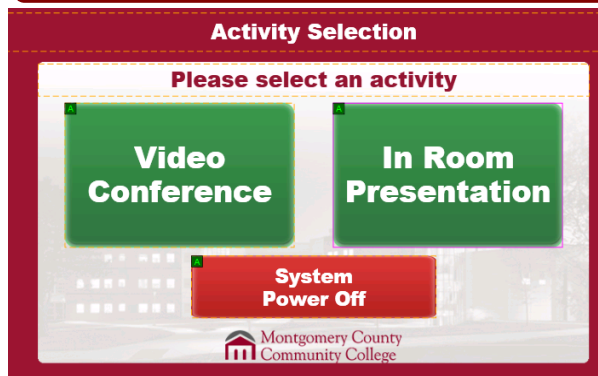 Activity Selection
Please select an activity
A
A
Video
Conference
In Room
Presentation
A
System
Power Off
Montgomery County
Community College